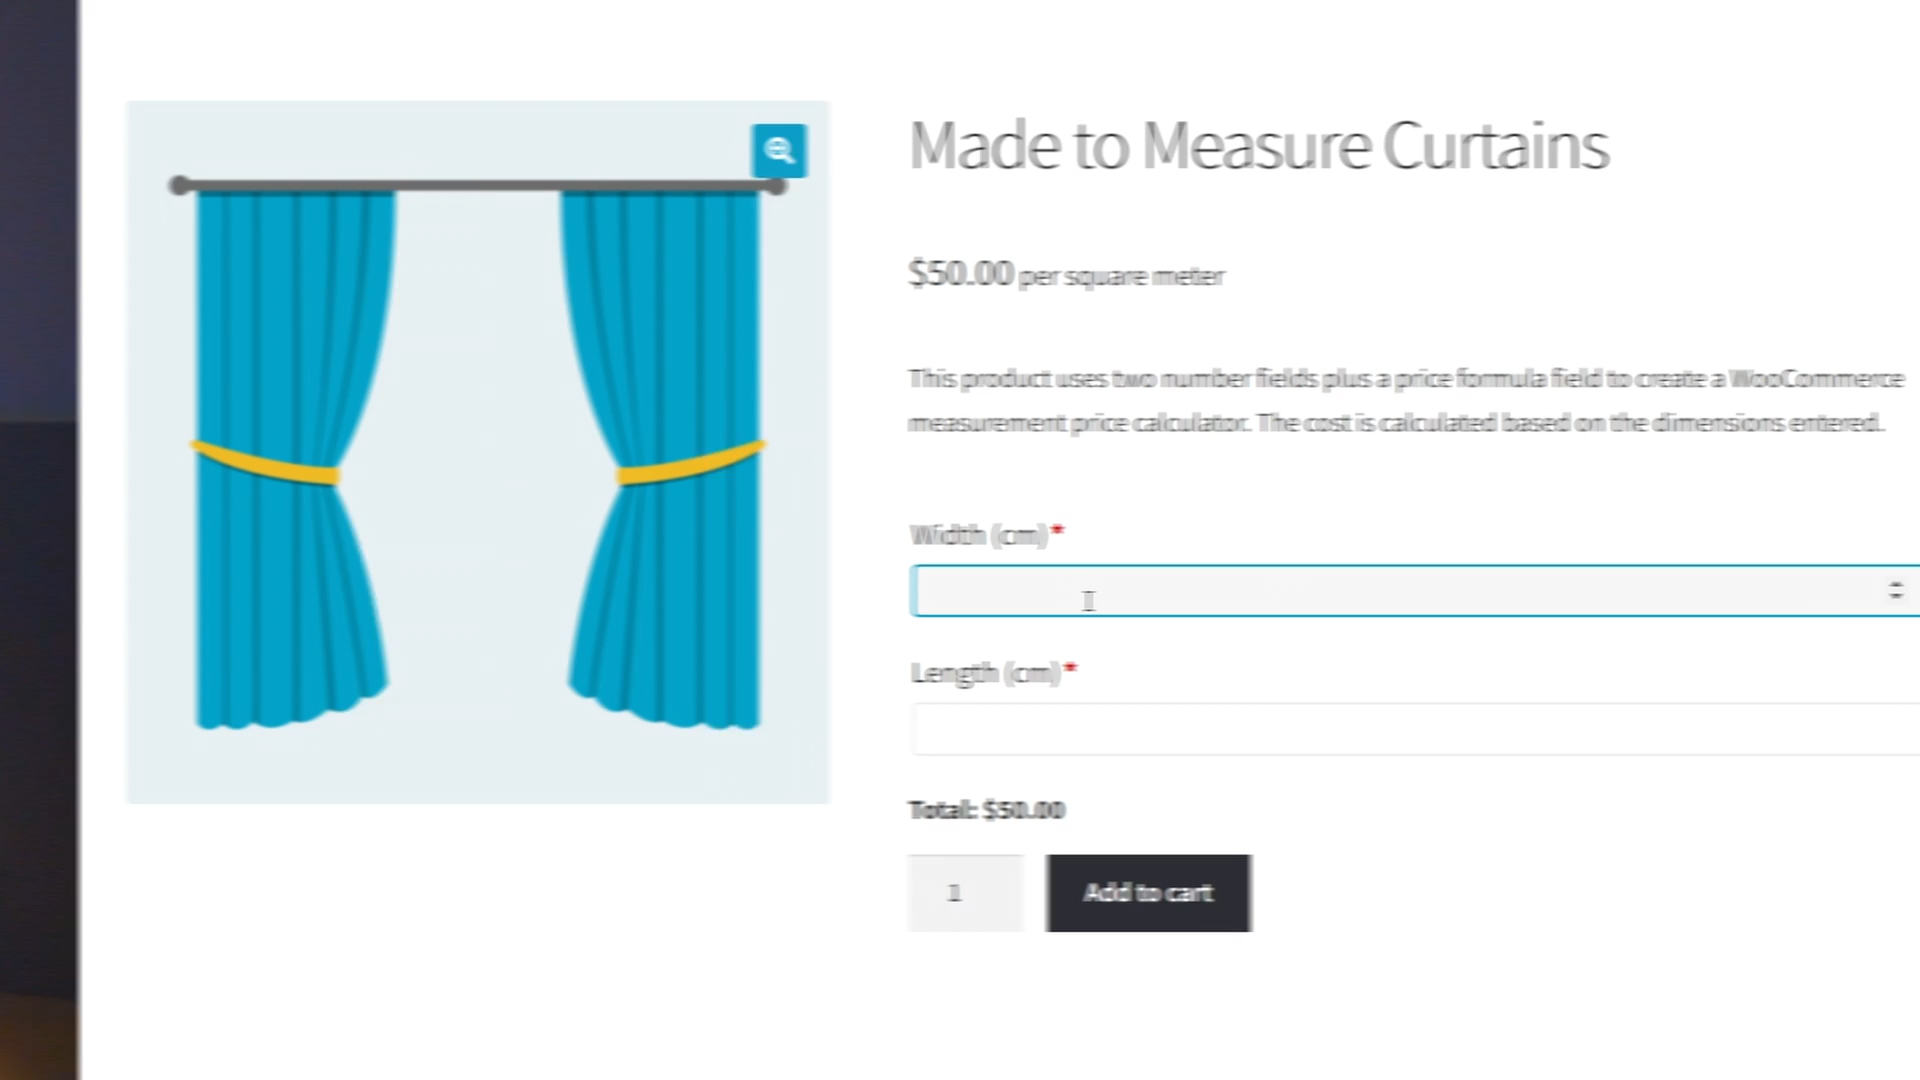 Made to Measure Curtains
$50.00 per square meter
This product uses two number fields plus a price formula field to create a WooCommerce
measurement price calculator. The cost is calculated based on the dimensions entered.
Width (cm)*
Length (cm)*
Total: $50.00
1
Add to cart